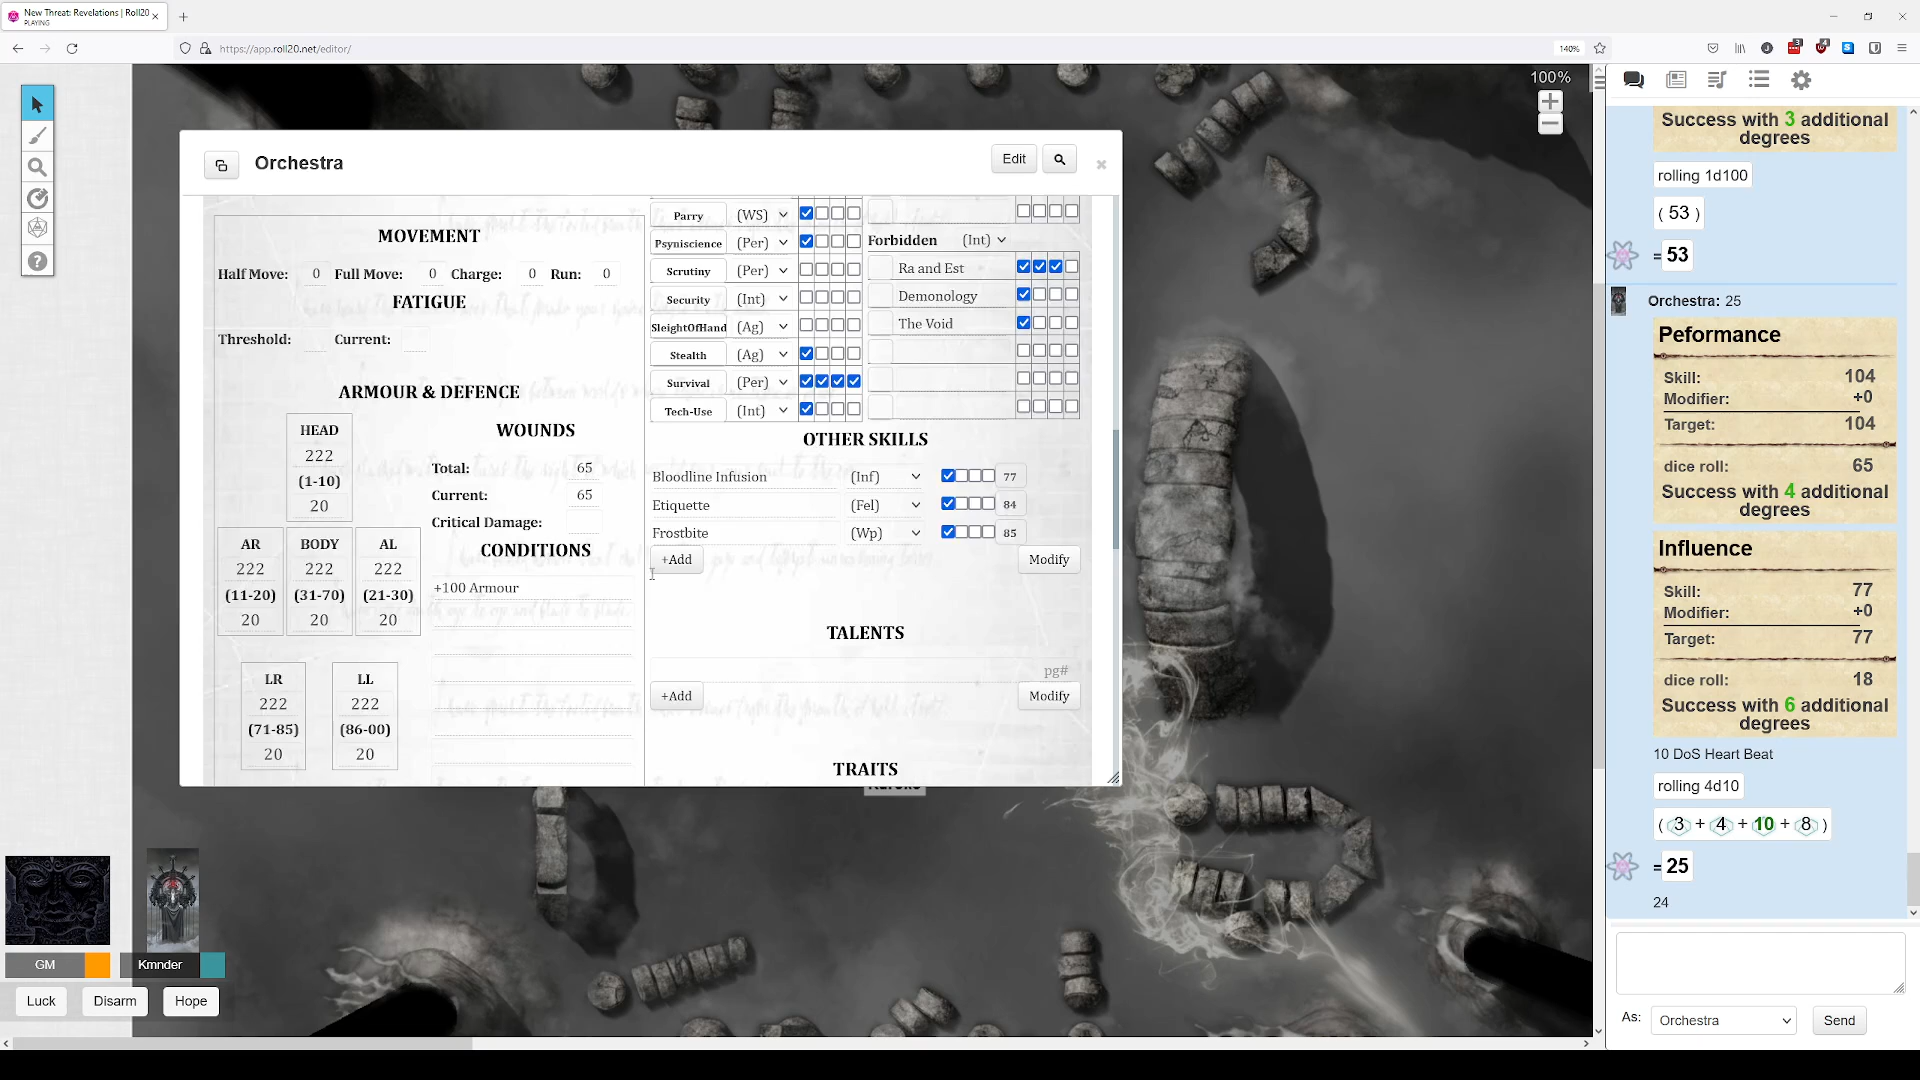 New Threat: Revelations | Roll20
PLAYING
https://app.roll20.net/editor/
140%
100%
Orchestra
Edit
MOVEMENT
Half Move: 0 Full Move: 0 Charge: 0 Run: 0
FATIGUE
Threshold: Current:
ARMOUR & DEFENCE
HEAD
222
(1-10)
20
AR
222
(11-20)
20
BODY
222
(31-70)
20
AL
222
(21-30)
20
LR
222
(71-85)
20
LL
222
(86-00)
20
WOUNDS
Total: 65
Current: 65
Critical Damage:
CONDITIONS
+100 Armour
Parry (WS)
Psyniscience (Per)
Scrutiny (Per)
Security (Int)
SleightOfHand (Ag)
Stealth (Ag)
Survival (Per)
Tech-Use (Int)
Forbidden (Int)
Ra and Est
Demonology
The Void
OTHER SKILLS
Bloodline Infusion (Inf) 77
Etiquette (Fel) 84
Frostbite (Wp) 85
+Add Modify
TALENTS
pg#
+Add Modify
TRAITS
GM
Kmnder
Luck
Disarm
Hope
Success with 3 additional
degrees
rolling 1d100
( 53 )
=53
Orchestra: 25
Peformance
Skill: 104
Modifier: +0
Target: 104
dice roll: 65
Success with 4 additional
degrees
Influence
Skill: 77
Modifier: +0
Target: 77
dice roll: 18
Success with 6 additional
degrees
10 DoS Heart Beat
rolling 4d10
( 3 + 4 + 10 + 8 )
=25
24
As: Orchestra
Send